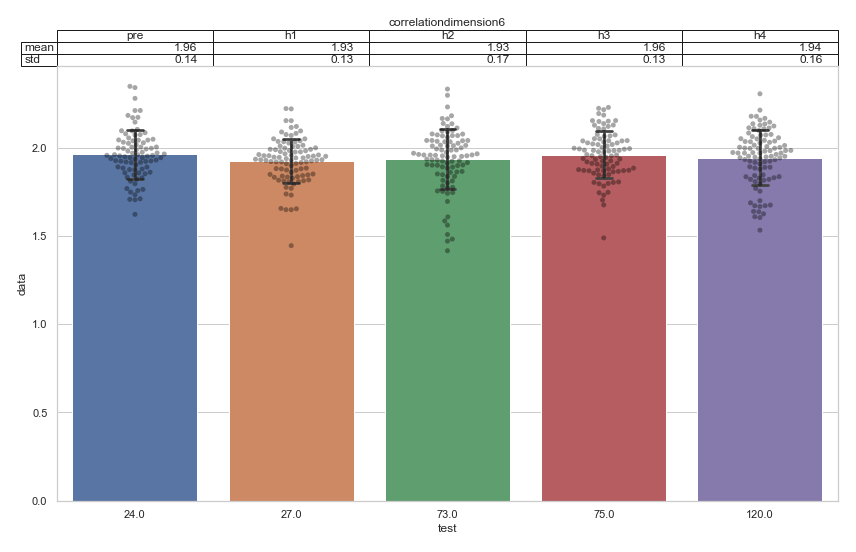 correlationdimension6
pre h1 h2 h3 h4
mean 1.96 1.93 1.93 1.96 1.94
std 0.14 0.13 0.17 0.13 0.16
2.0
1.5
1.0
0.5
0.0
data
24.0 27.0 73.0 75.0 120.0
test